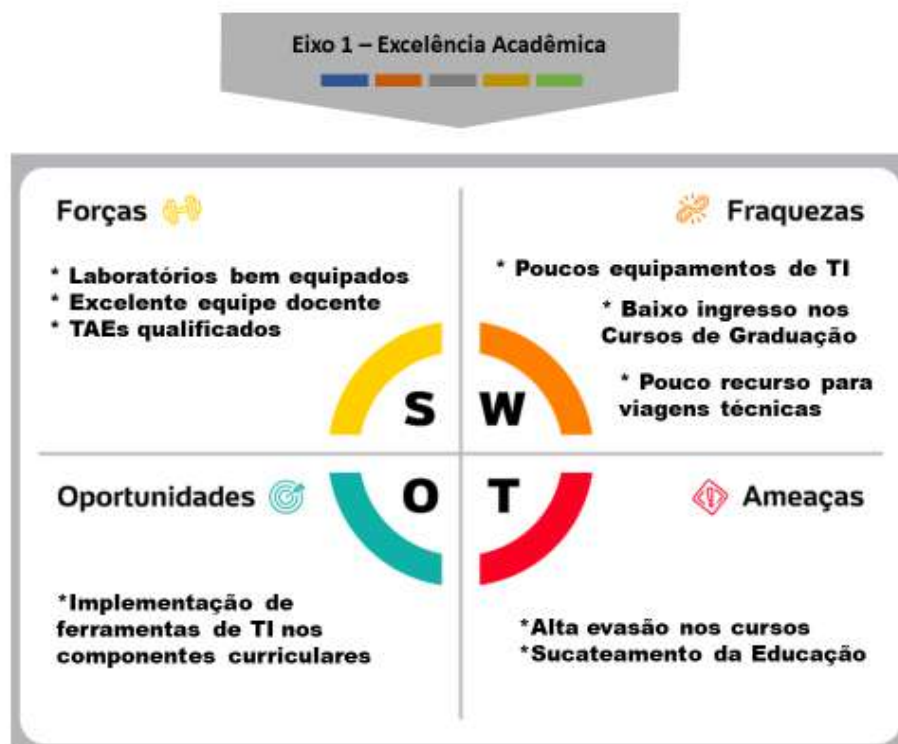 Eixo 1 – Excelência Acadêmica
Forças
* Laboratórios bem equipados
* Excelente equipe docente
* TAEs qualificados
S
Fraquezas
* Poucos equipamentos de TI
* Baixo ingresso nos
Cursos de Graduação
* Pouco recurso para
viagens técnicas
W
Oportunidades
O
*Implementação de
ferramentas de TI nos
componentes curriculares
T
Ameaças
*Alta evasão nos cursos
*Sucateamento da Educação